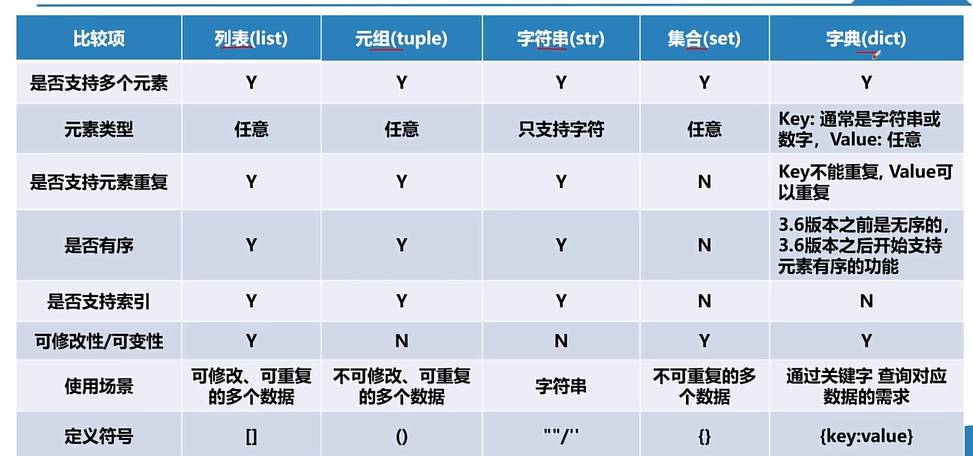 比较项 列表(list) 元组(tuple) 字符串(str) 集合(set) 字典(dict)
是否支持多个元素 Y Y Y Y Y
元素类型 任意 任意 只支持字符 任意 Key: 通常是字符串或
数字，Value: 任意
是否支持元素重复 Y Y Y N Key不能重复, Value可
以重复
是否有序 Y Y Y N 3.6版本之前是无序的，
3.6版本之后开始支持
元素有序的功能
是否支持索引 Y Y Y N N
可修改性/可变性 Y N N Y Y
使用场景 可修改、可重复
的多个数据 不可修改、可重复
的多个数据 字符串 不可重复的多
个数据 通过关键字 查询对应
数据的需求
定义符号 [] () ""/'' {} {key:value}